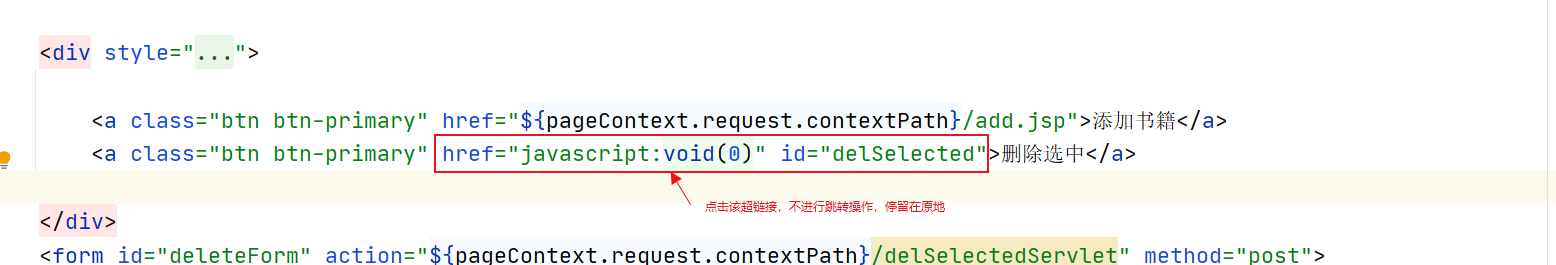 <div style="...">
<a class="btn btn-primary" href="${pageContext.request.contextPath}/add.jsp">添加书籍</a>
<a class="btn btn-primary" href="javascript:void(0)" id="delSelected">删除选中</a>
点击该超链接，不进行跳转操作，停留在原地
</div>
<form id="deleteForm" action="${pageContext.request.contextPath}/delSelectedServlet" method="post">